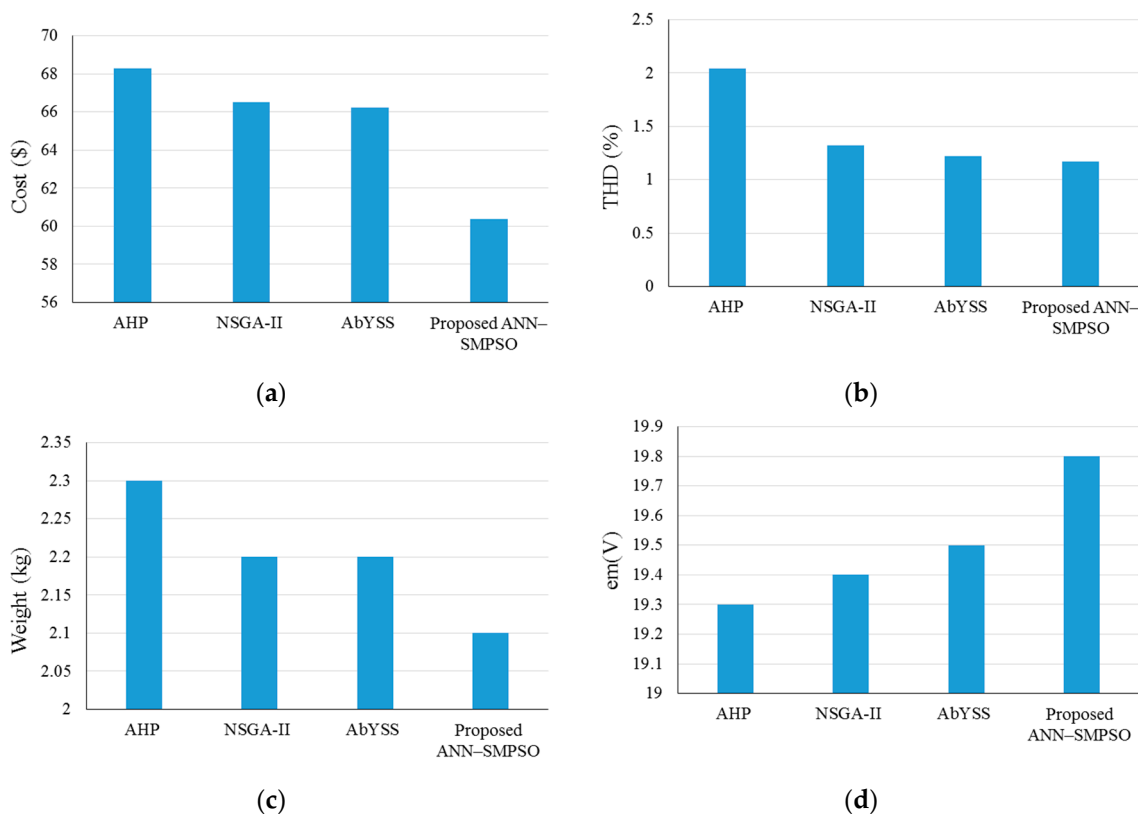 70
68
66
64
62
60
58
56
Cost ($)
AHP
NSGA-II
AbYSS
Proposed ANN–
SMPSO
(a)
2.5
2
1.5
1
0.5
0
THD (%)
AHP
NSGA-II
AbYSS
Proposed ANN–
SMPSO
(b)
2.35
2.3
2.25
2.2
2.15
2.1
2.05
2
Weight (kg)
AHP
NSGA-II
AbYSS
Proposed
ANN–SMPSO
(c)
19.9
19.8
19.7
19.6
19.5
19.4
19.3
19.2
19.1
19
em(V)
AHP
NSGA-II
AbYSS
Proposed
ANN–SMPSO
(d)